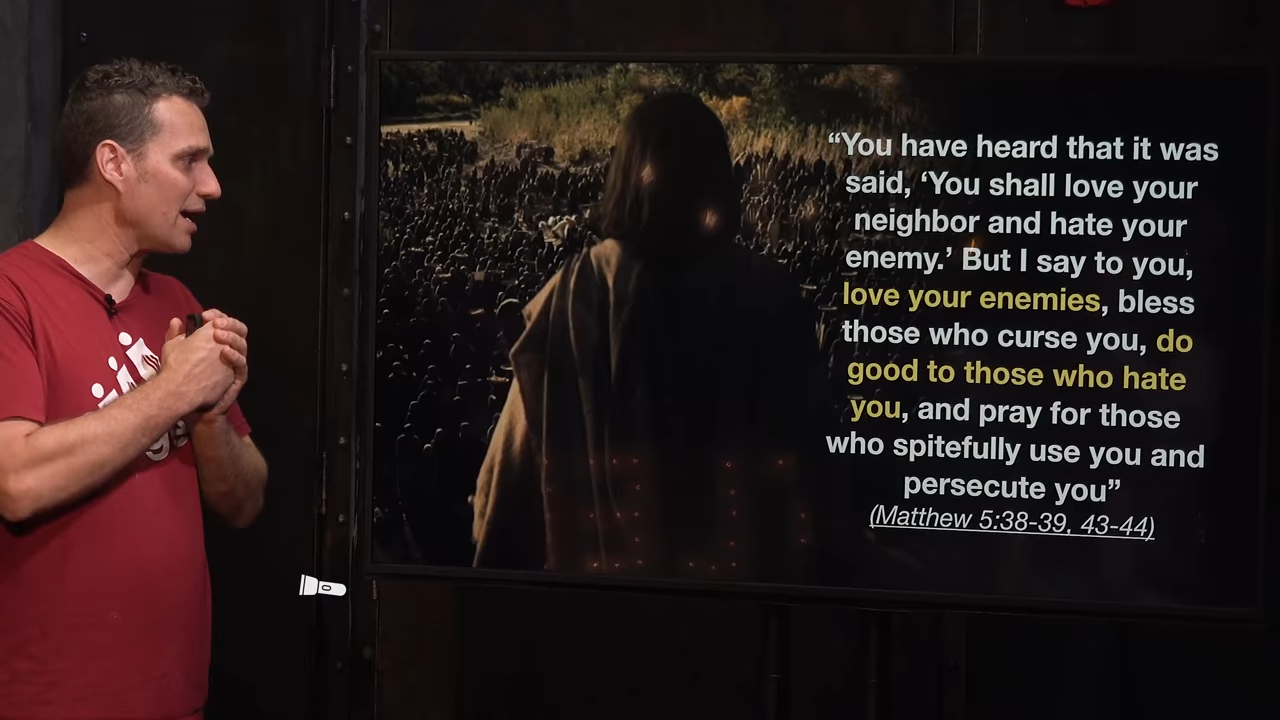 “You have heard that it was
said, ‘You shall love your
neighbor and hate your
enemy.’ But I say to you,
love your enemies, bless
those who curse you, do
good to those who hate
you, and pray for those
who spitefully use you and
persecute you”
(Matthew 5:38-39, 43-44)